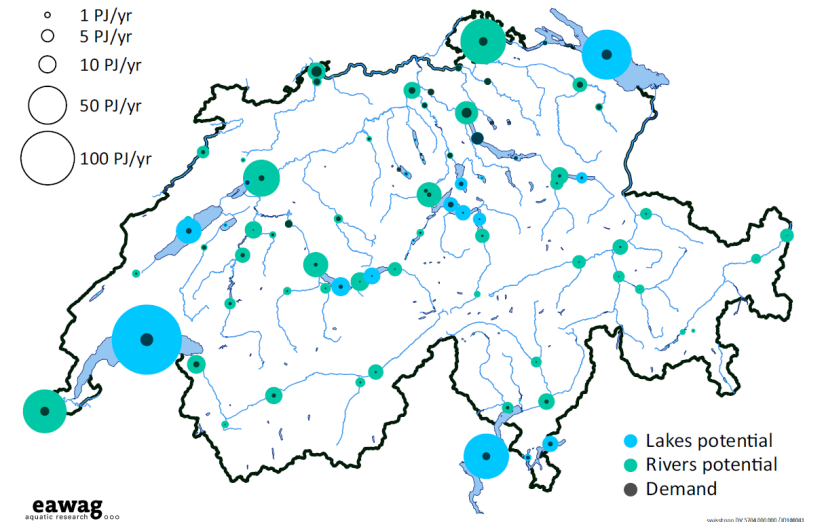 1 PJ/yr
5 PJ/yr
10 PJ/yr
50 PJ/yr
100 PJ/yr
Lakes potential
Rivers potential
Demand
eawag
aquatic research